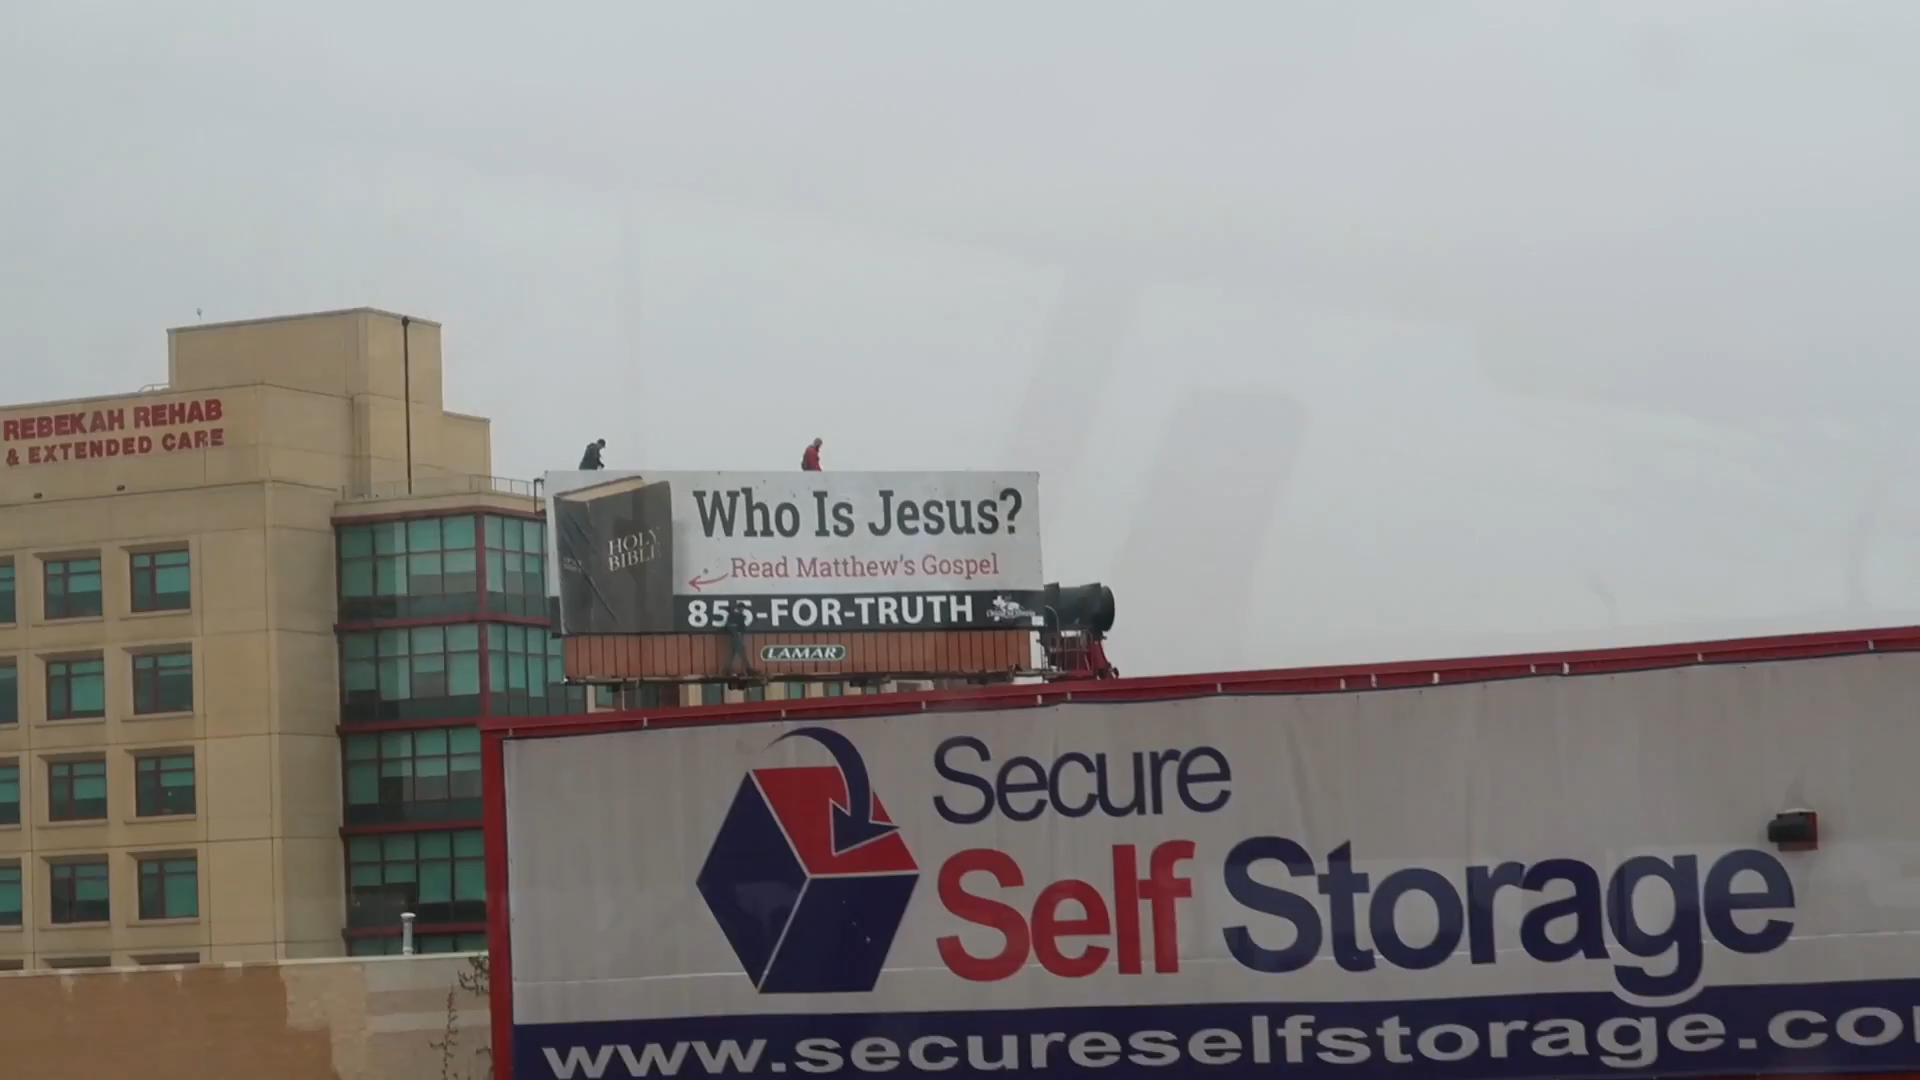 REBEKAH REHAB
& EXTENDED CARE
HOLY
BIBLE
Who Is Jesus?
Read Matthew's Gospel
855-FOR-TRUTH
LAMAR
Secure
Self Storage
www.secureselfstorage.co